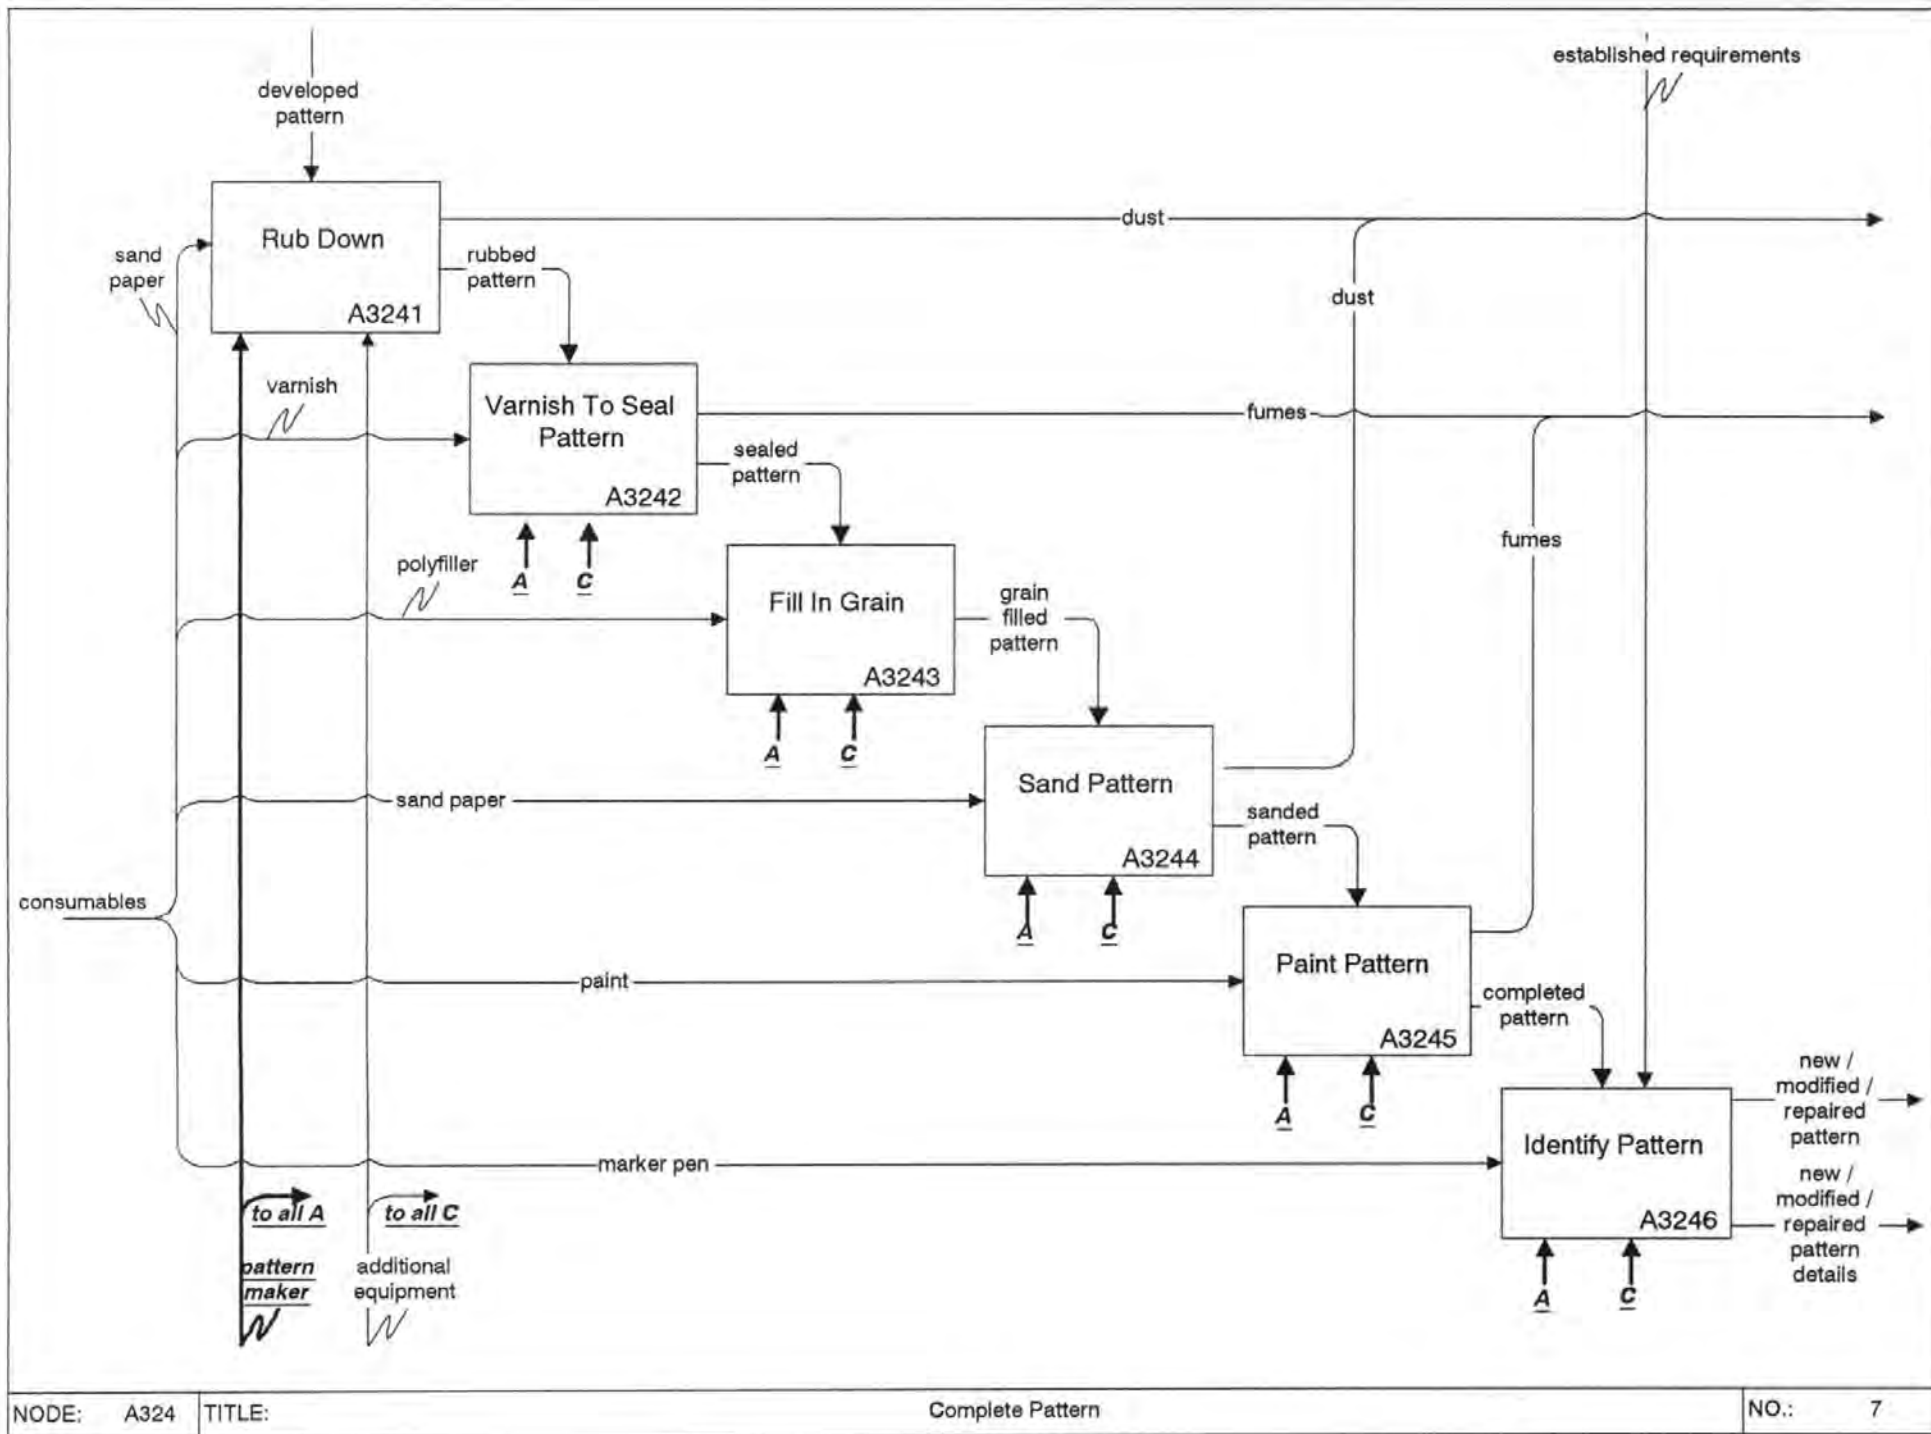 established requirements
developed
pattern
dust
Rub Down
sand
paper
rubbed
pattern
dust
A3241
varnish
Varnish To Seal
Pattern
fumes
sealed
pattern
A3242
fumes
polyfiller
A
C
Fill In Grain
grain
filled
pattern
A3243
A
C
Sand Pattern
sand paper
sanded
pattern
A3244
consumables
A
C
Paint Pattern
paint
completed
pattern
A3245
new /
modified /
repaired
pattern
A
C
Identify Pattern
marker pen
new /
modified /
repaired
pattern
details
to all A
to all C
A3246
pattern
maker
additional
equipment
A
C
NODE: A324 TITLE: Complete Pattern NO.: 7